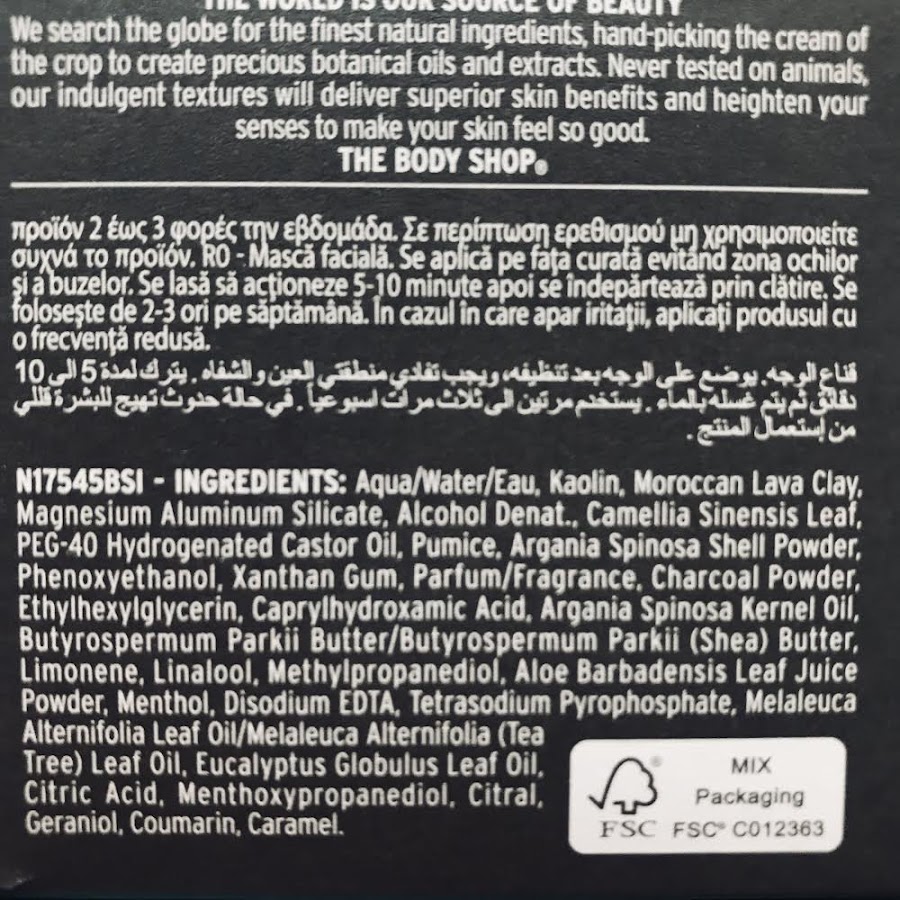 THE WORLD IS OUR SOURCE OF BEAUTY
We search the globe for the finest natural ingredients, hand-picking the cream of
the crop to create precious botanical oils and extracts. Never tested on animals,
our indulgent textures will deliver superior skin benefits and heighten your
senses to make your skin feel so good.
THE BODY SHOP®
προϊόν 2 έως 3 φορές την εβδομάδα. Σε περίπτωση ερεθισμού μη χρησιμοποιείτε
συχνά το προϊόν. RO - Mască facială. Se aplică pe fața curată evitând zona ochilor
și a buzelor. Se lasă să acționeze 5-10 minute apoi se îndepărtează prin clătire. Se
folosește de 2-3 ori pe săptămână. În cazul în care apar iritații, aplicați produsul cu
o frecvență redusă.
قناع الوجه. يوضع على الوجه بعد تنظيفه، ويجب تفادي منطقتي العين و الشفاه . يترك لمدة 5 الى 10
دقائق ثم يتم غسله بالماء . يستخدم مرتين الى ثلاث مرات اسبوعياً . في حالة حدوث تهيج للبشرة قللي
من إستعمال المنتج .
N17545BSI - INGREDIENTS: Aqua/Water/Eau, Kaolin, Moroccan Lava Clay,
Magnesium Aluminum Silicate, Alcohol Denat., Camellia Sinensis Leaf,
PEG-40 Hydrogenated Castor Oil, Pumice, Argania Spinosa Shell Powder,
Phenoxyethanol, Xanthan Gum, Parfum/Fragrance, Charcoal Powder,
Ethylhexylglycerin, Caprylhydroxamic Acid, Argania Spinosa Kernel Oil,
Butyrospermum Parkii Butter/Butyrospermum Parkii (Shea) Butter,
Limonene, Linalool, Methylpropanediol, Aloe Barbadensis Leaf Juice
Powder, Menthol, Disodium EDTA, Tetrasodium Pyrophosphate, Melaleuca
Alternifolia Leaf Oil/Melaleuca Alternifolia (Tea
Tree) Leaf Oil, Eucalyptus Globulus Leaf Oil,
Citric Acid, Menthoxypropanediol, Citral,
Geraniol, Coumarin, Caramel.
®
FSC
MIX
Packaging
FSC® C012363